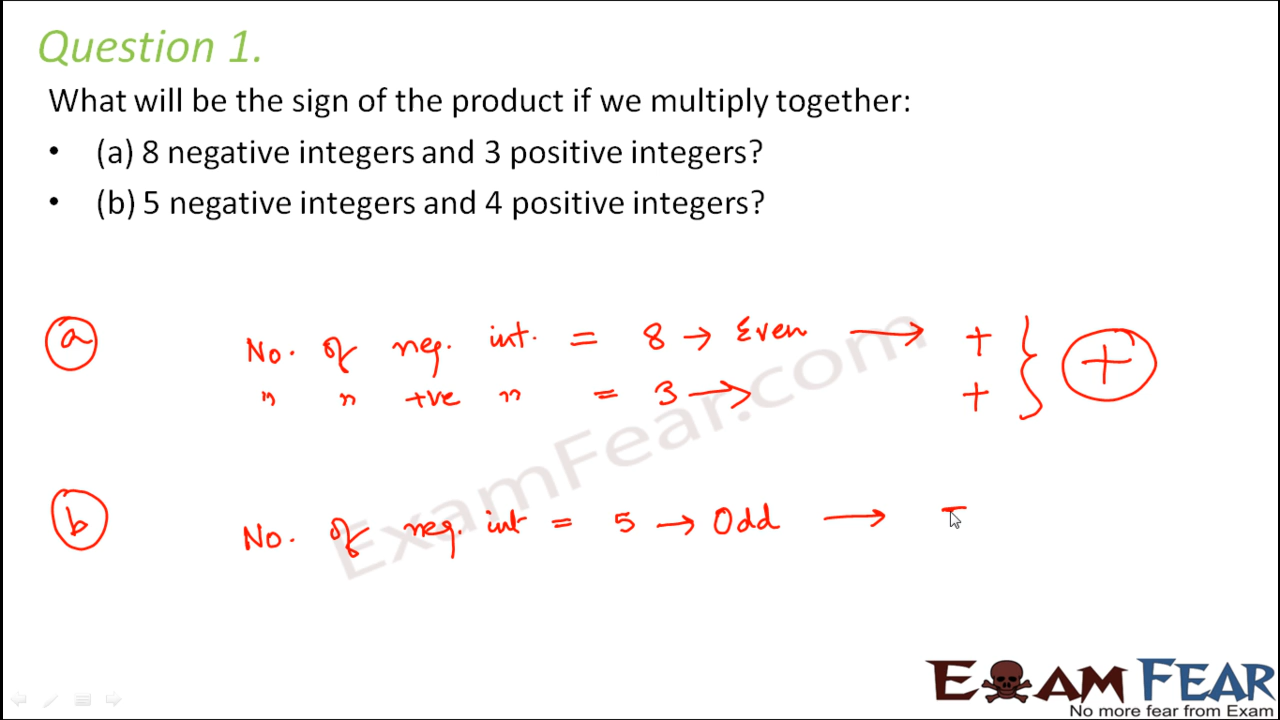 Question 1.
What will be the sign of the product if we multiply together:
• (a) 8 negative integers and 3 positive integers?
• (b) 5 negative integers and 4 positive integers?
a No. of neg. int. = 8 → Even → +
" " +ve " = 3 → + } +
b No. of neg. int = 5 → Odd → -
ExamFear.com
EXAM FEAR
No more fear from Exam